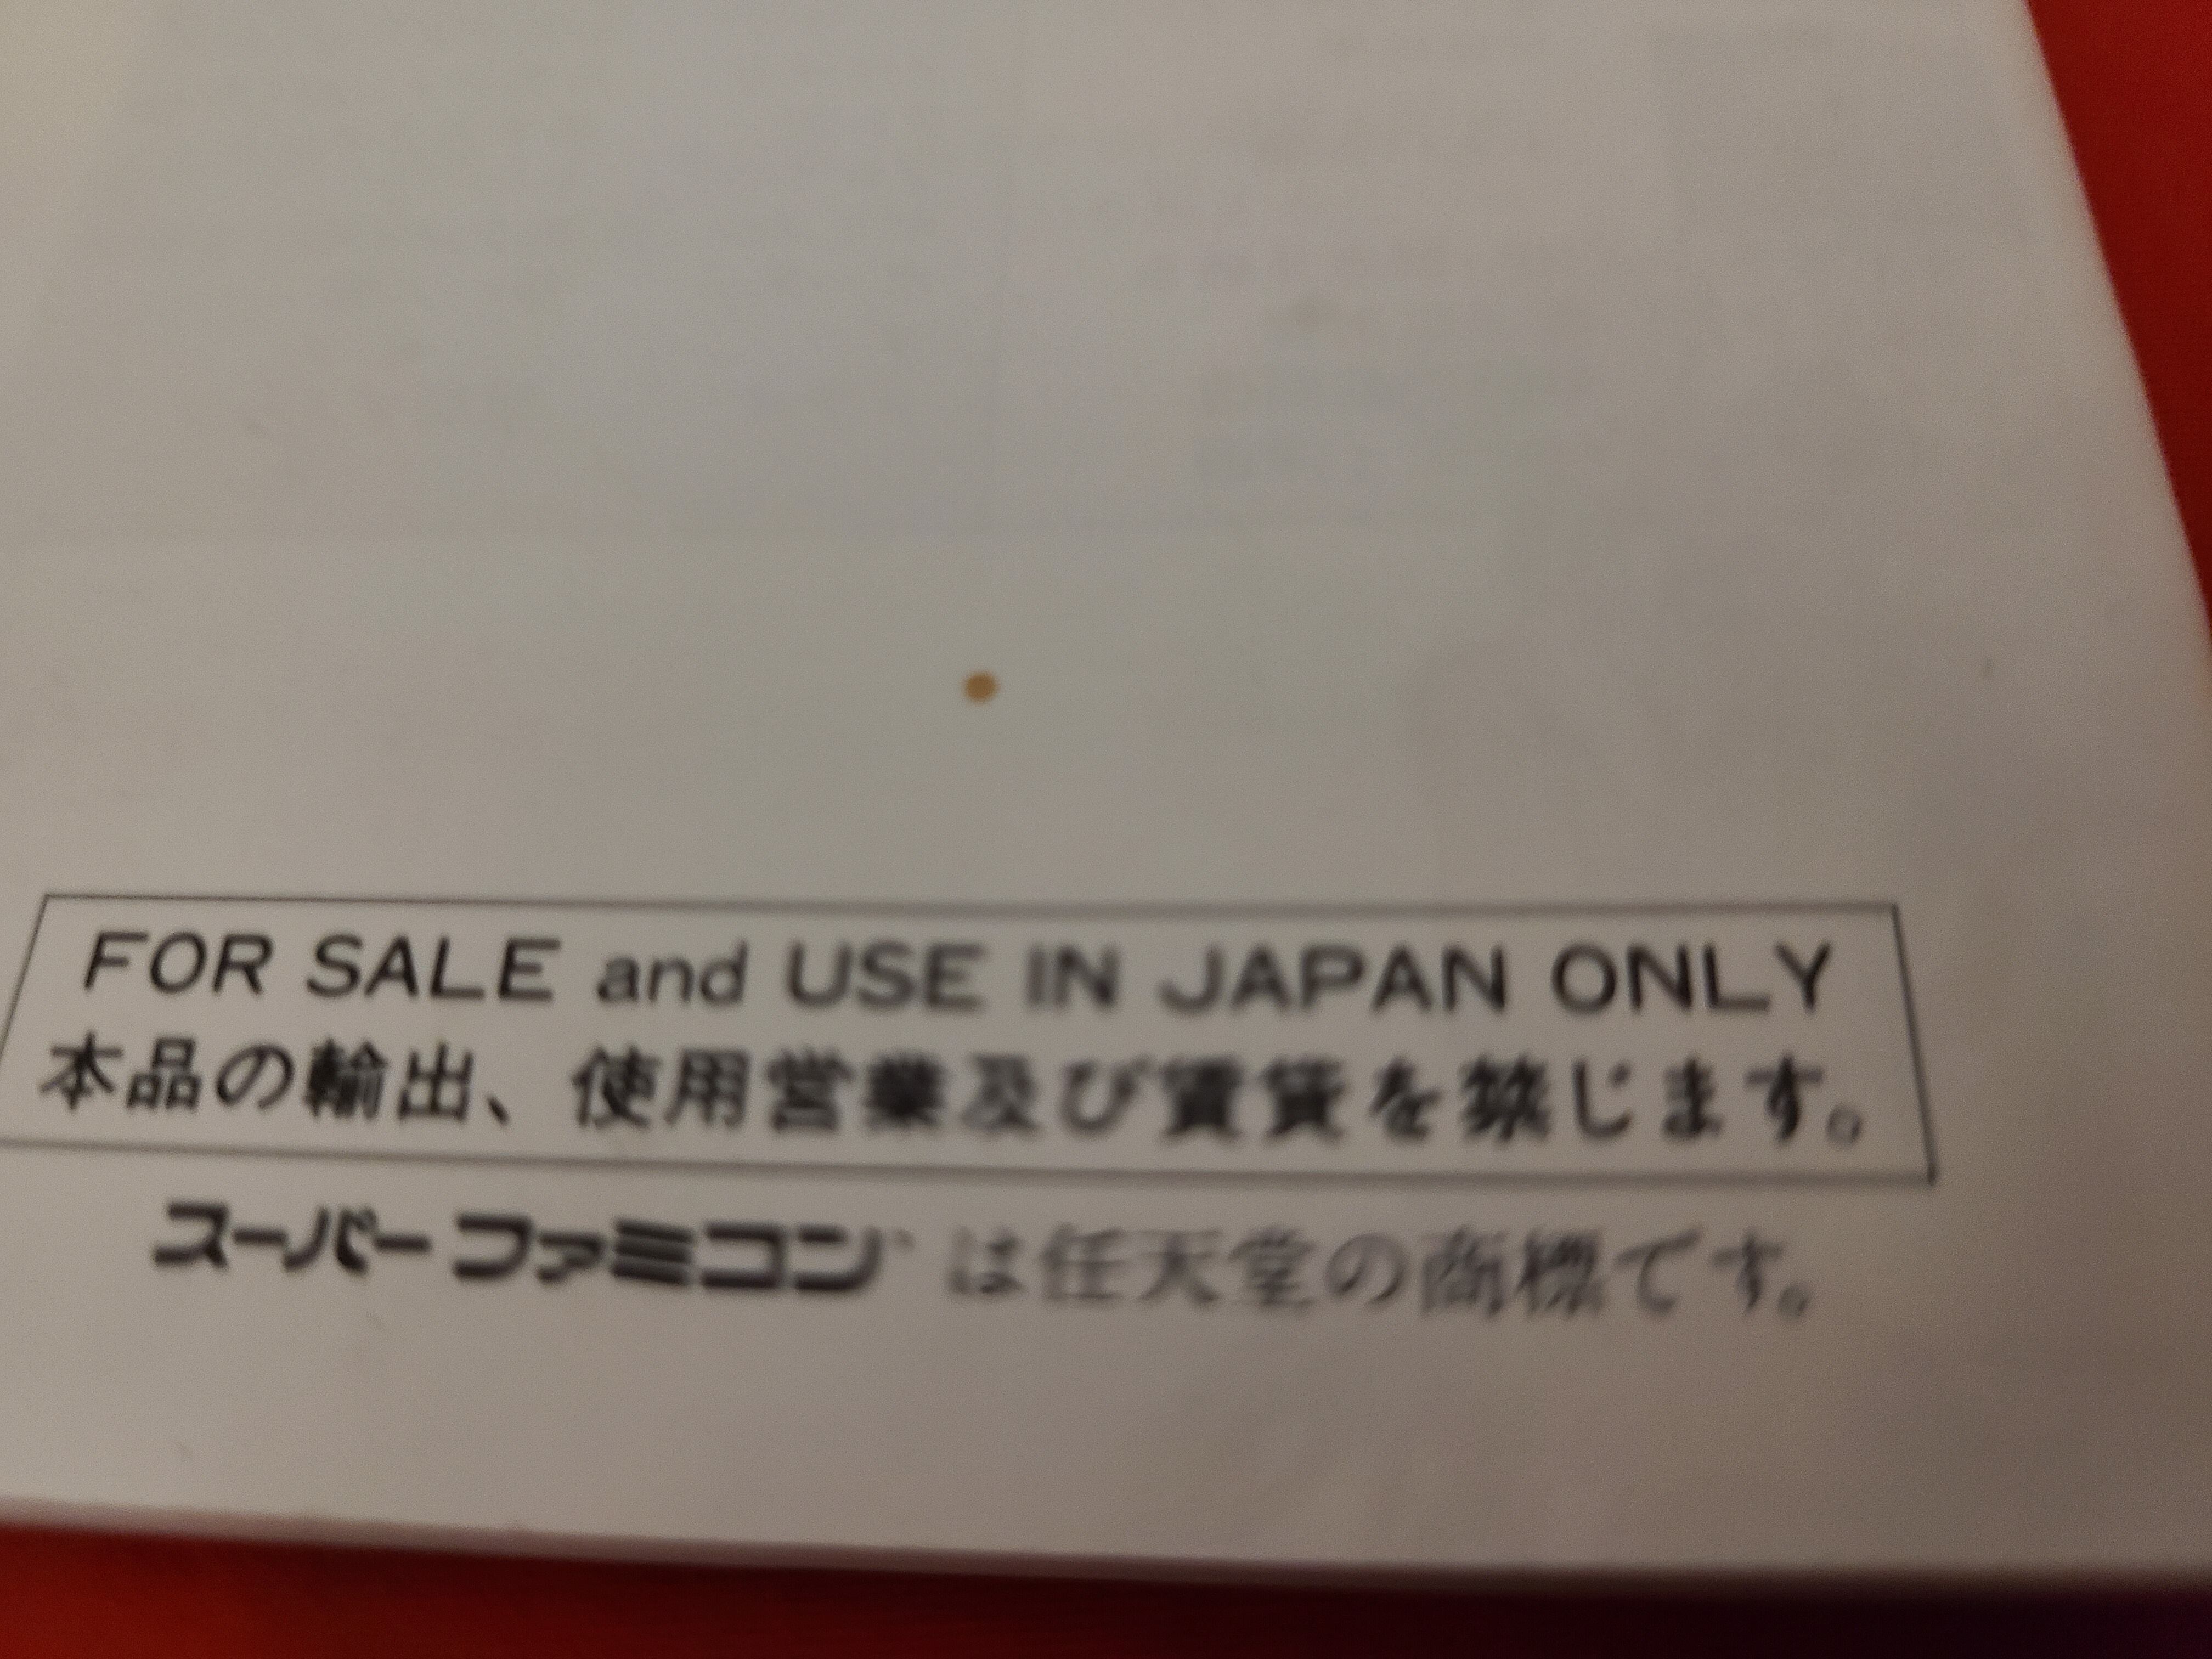 FOR SALE and USE IN JAPAN ONLY
本品の輸出、使用営業及び賃貸を禁じます。
スーパーファミコン は任天堂の商標です。